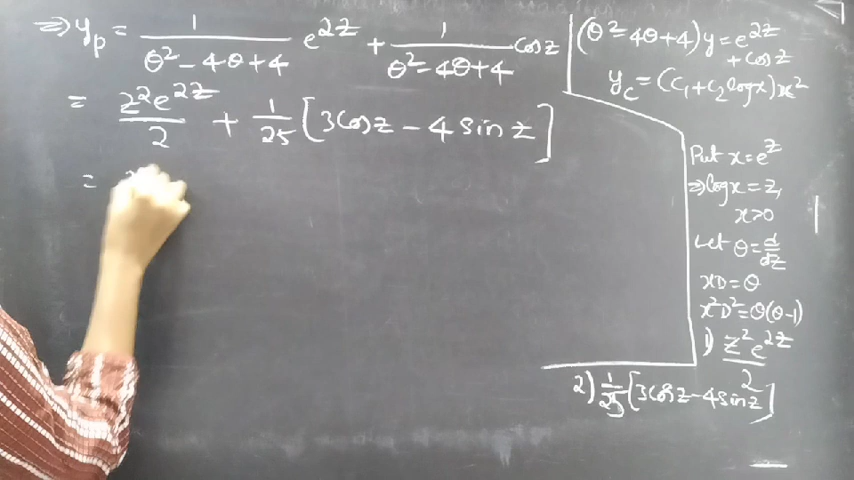 ⇒ y_p = 1/(θ² - 4θ + 4) e^{2z} + 1/(θ² - 4θ + 4) cos z
= z² e^{2z}/2 + 1/25 [3cos z - 4 sin z]
=
(θ² - 4θ + 4) y = e^{2z} + cos z
y_c = (c₁ + c₂ log x) x²
Put x = e^z
⇒ log x = z,
x > 0
Let θ = d/dz
xD = θ
x²D² = θ(θ-1)
1) z² e^{2z}/2
2) 1/25 [3cos z - 4 sin z]